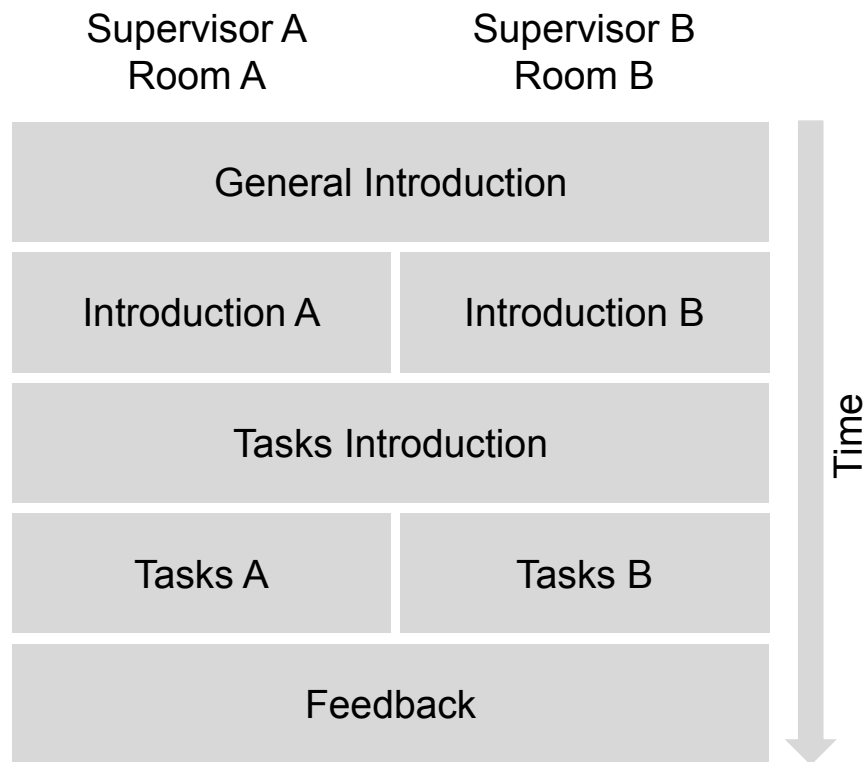 Supervisor A
Room A
Supervisor B
Room B
General Introduction
Introduction A
Introduction B
Tasks Introduction
Tasks A
Tasks B
Feedback
Time